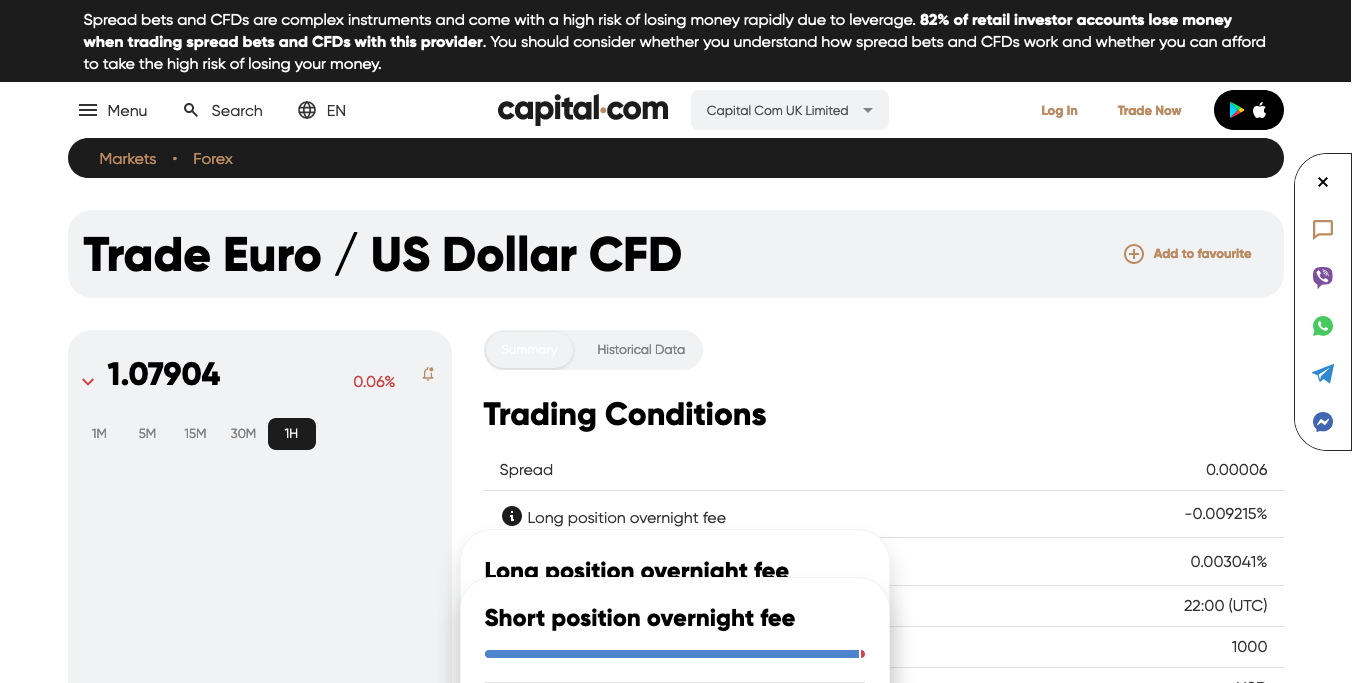 Spread bets and CFDs are complex instruments and come with a high risk of losing money rapidly due to leverage. 82% of retail investor accounts lose money
when trading spread bets and CFDs with this provider. You should consider whether you understand how spread bets and CFDs work and whether you can afford
to take the high risk of losing your money.
Menu
Search
EN
capital.com
Capital Com UK Limited
Log In
Trade Now
Markets
Forex
Trade Euro / US Dollar CFD
Add to favourite
1.07904
0.06%
1M
5M
15M
30M
1H
Summary
Historical Data
Trading Conditions
Spread
0.00006
Long position overnight fee
-0.009215%
Long position overnight fee
0.003041%
Short position overnight fee
22:00 (UTC)
1000